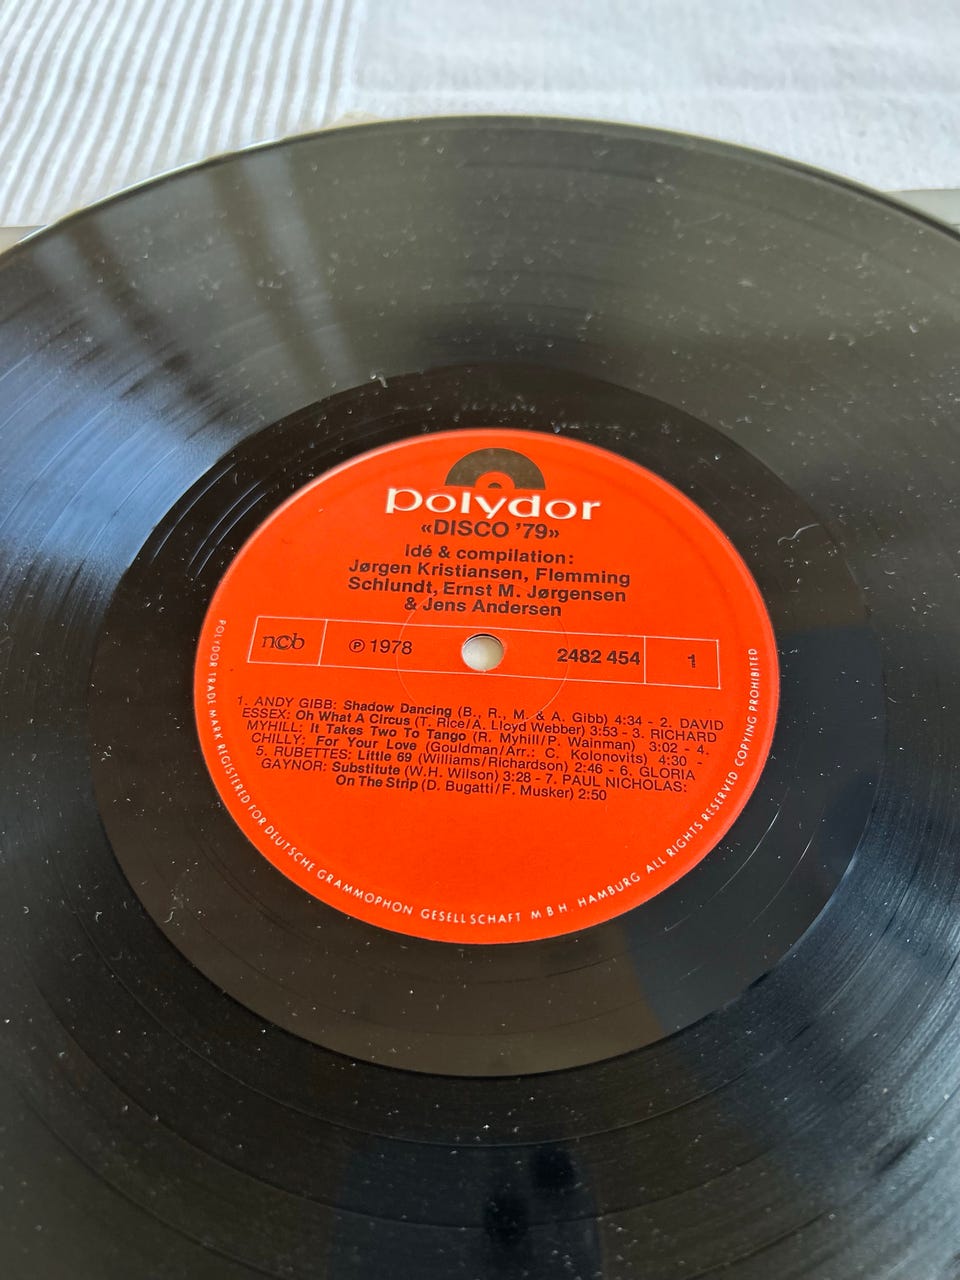 polydor
«DISCO '79»
Idé & compilation:
Jørgen Kristiansen, Flemming
Schlundt, Ernst M. Jørgensen
& Jens Andersen
ncb ℗ 1978 2482 454 1
1. ANDY GIBB: Shadow Dancing (B., R., M. & A. Gibb) 4:34 - 2. DAVID
ESSEX: Oh What A Circus (T. Rice/A Lloyd Webber) 3:53 - 3. RICHARD
MYHILL: It Takes Two To Tango (R. Myhill/P. Wainman) 3:02 - 4.
CHILLY: For Your Love (Gouldman/Arr.: C. Kolonovits) 4:30 -
5. RUBETTES: Little 69 (Williams/Richardson) 2:46 - 6. GLORIA
GAYNOR: Substitute (W.H. Wilson) 3:28 - 7. PAUL NICHOLAS:
On The Strip (D. Bugatti/F. Musker) 2:50
POLYDOR TRADE MARK REGISTERED FOR DEUTSCHE GRAMMOPHON GESELLSCHAFT MBH. HAMBURG ALL RIGHTS RESERVED COPYING PROHIBITED